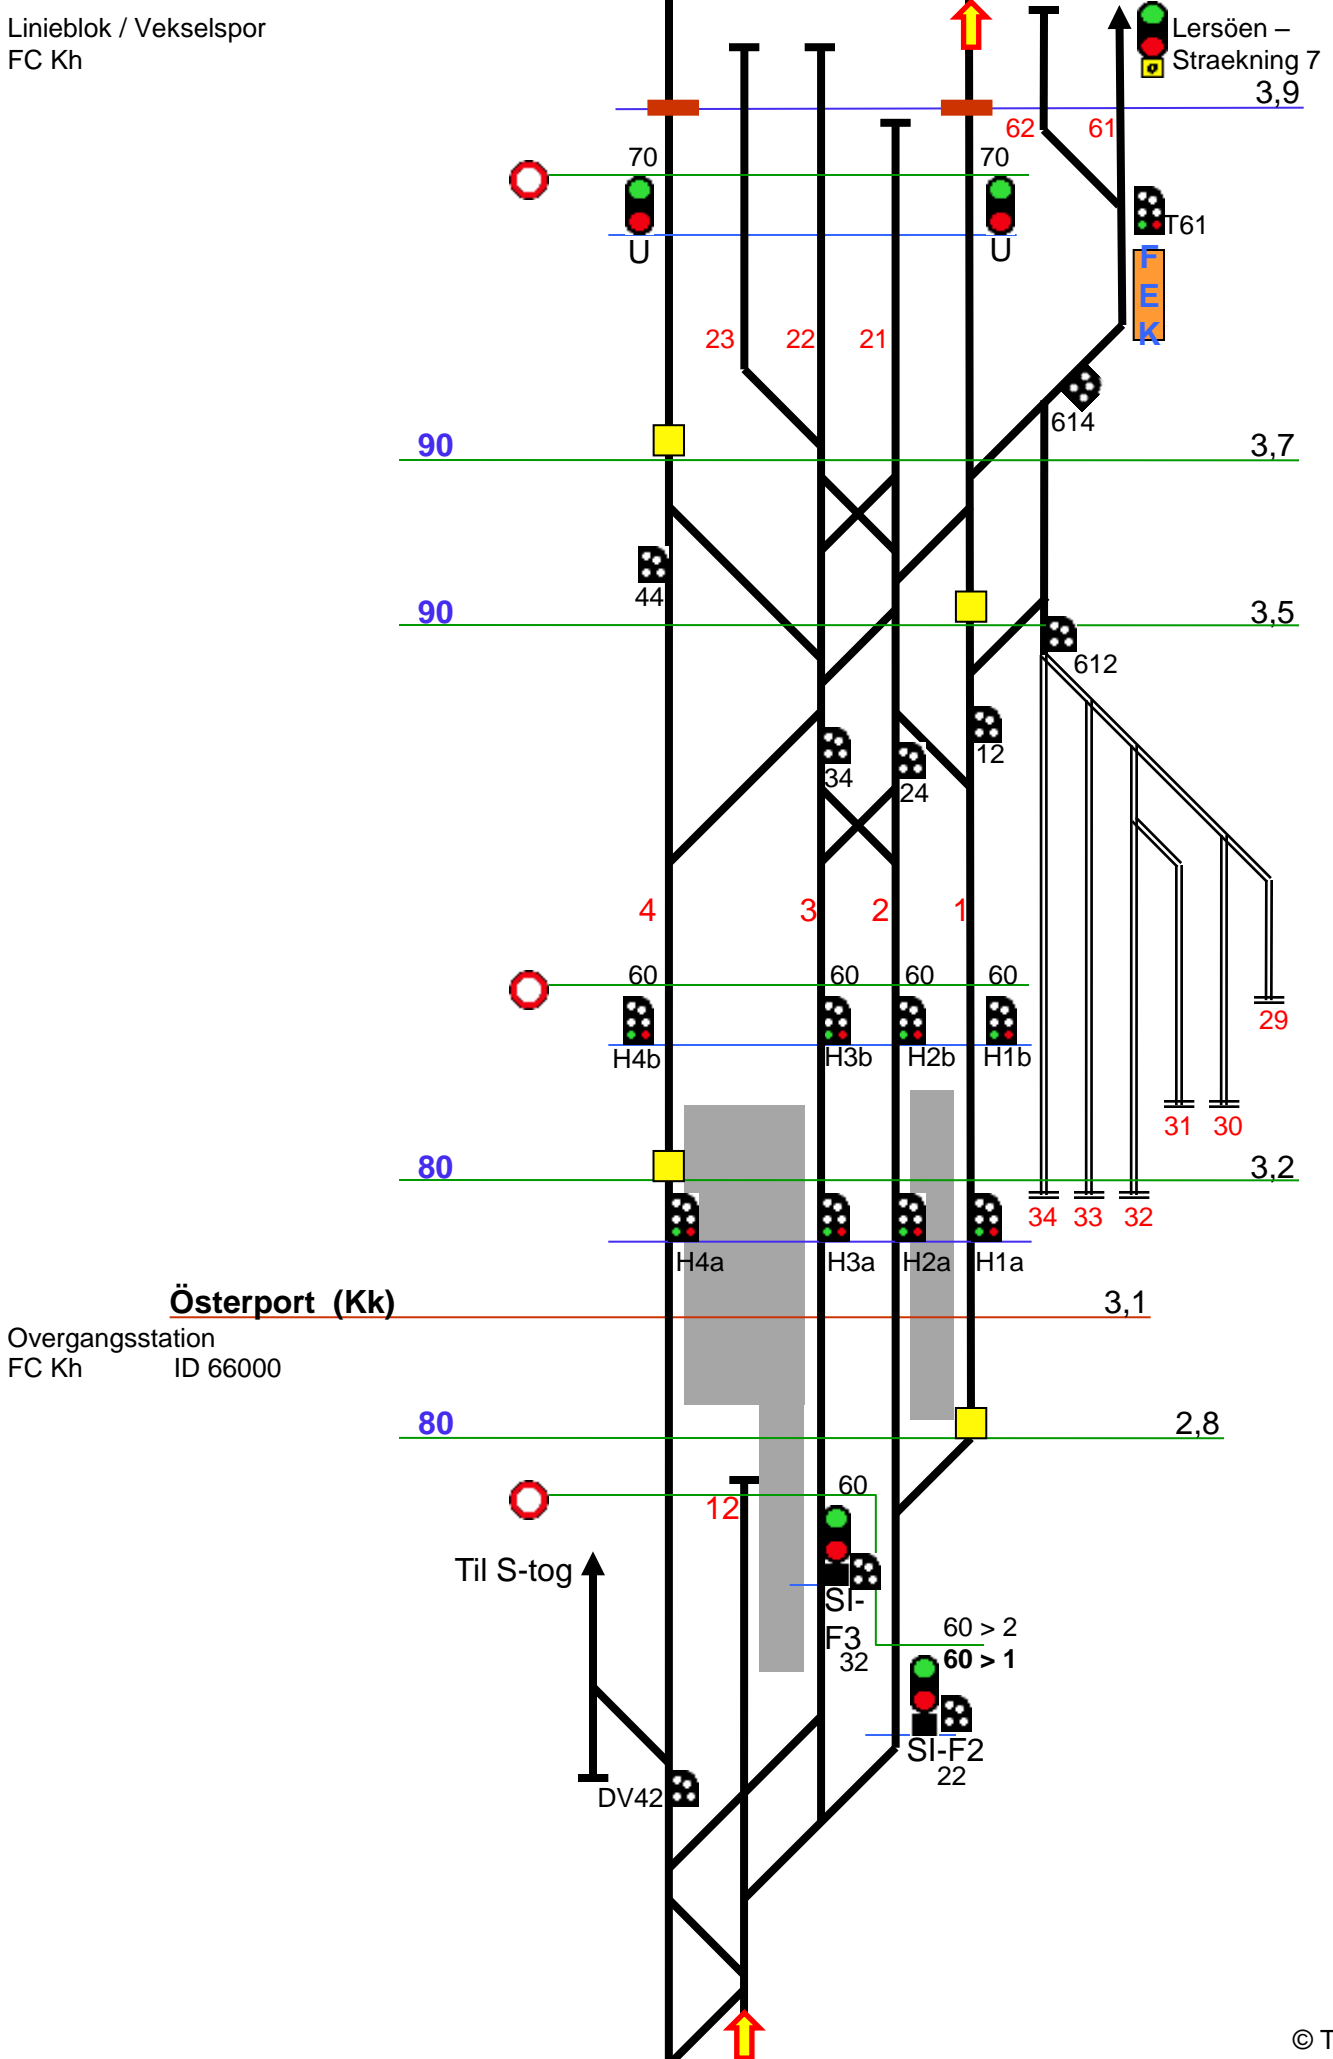 Linieblok / Vekselspor
FC Kh
Lersöen –
Straekning 7
3,9
62
61
70
70
T61
U
U
F
E
K
23
22
21
614
90
3,7
44
90
3,5
612
12
34
24
4
3
2
1
60
60
60
60
29
H4b
H3b
H2b
H1b
31
30
80
3,2
34
33
32
H4a
H3a
H2a
H1a
Österport (Kk)
3,1
Overgangsstation
FC Kh ID 66000
80
2,8
60
12
Til S-tog
SI-
F3
32
60 > 2
60 > 1
SI-F2
22
DV42
© T